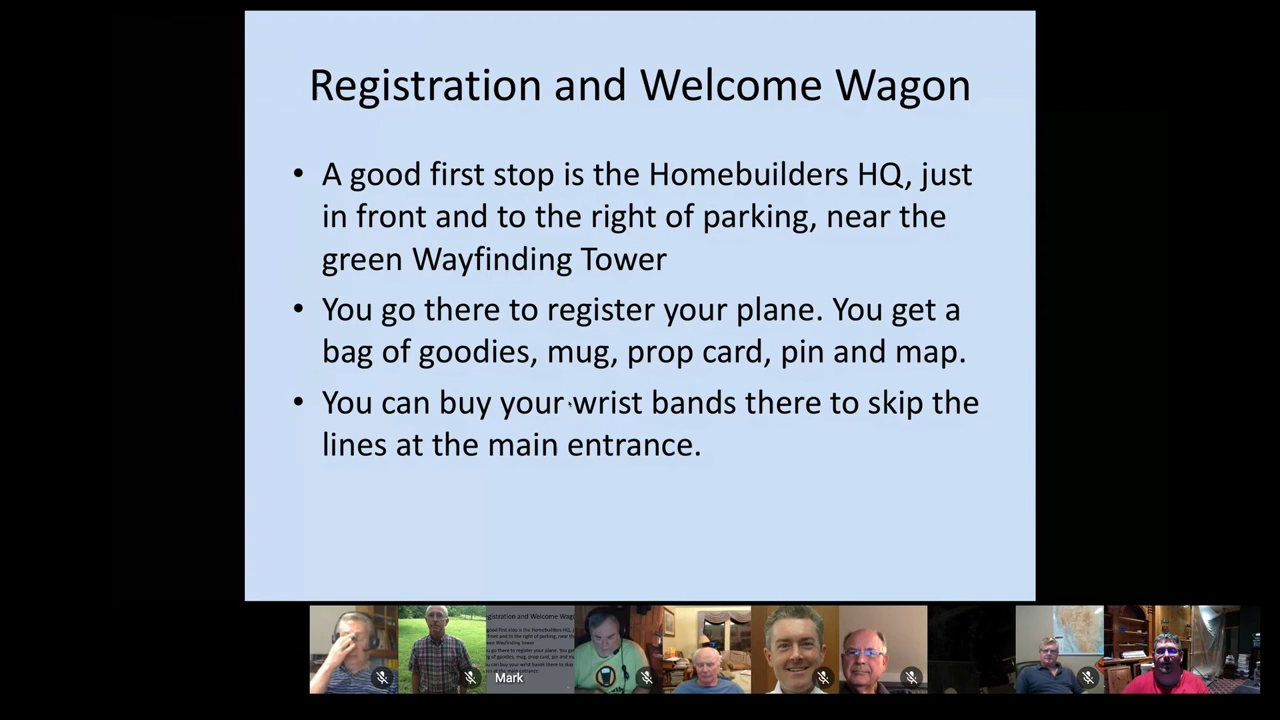 Registration and Welcome Wagon
• A good first stop is the Homebuilders HQ, just
in front and to the right of parking, near the
green Wayfinding Tower
• You go there to register your plane. You get a
bag of goodies, mug, prop card, pin and map.
• You can buy your wrist bands there to skip the
lines at the main entrance.
Mark